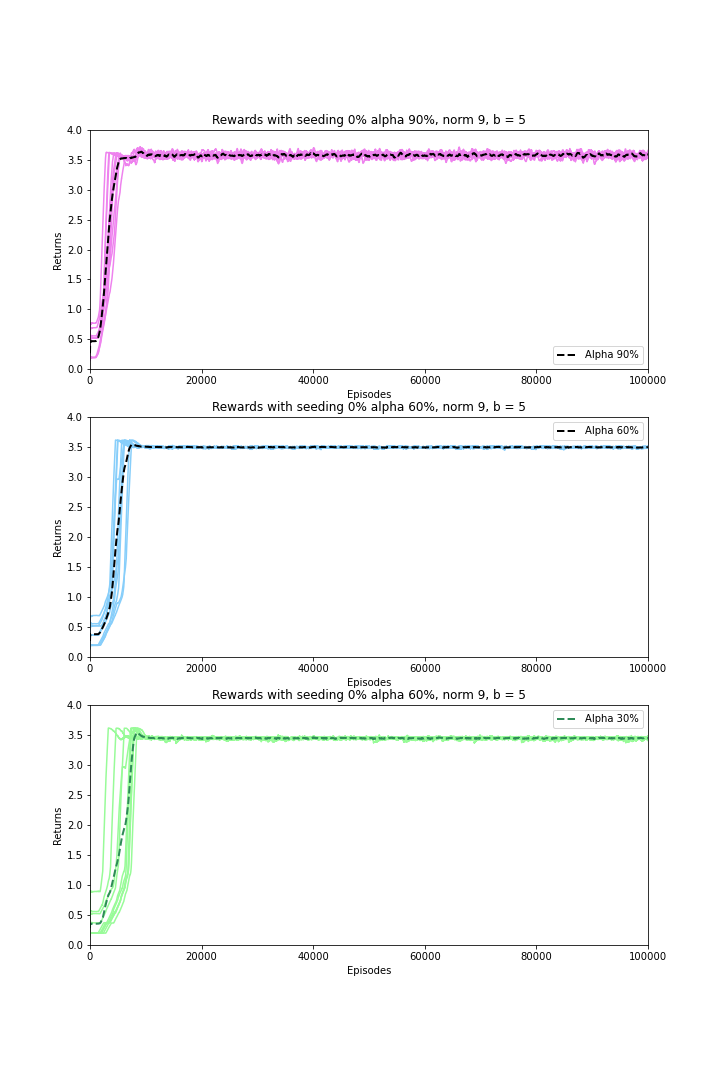 Rewards with seeding 0% alpha 90%, norm 9, b = 5
4.0
3.5
3.0
2.5
2.0
1.5
1.0
0.5
0.0
Returns
Alpha 90%
0 20000 40000 60000 80000 100000
Episodes
Rewards with seeding 0% alpha 60%, norm 9, b = 5
4.0
3.5
3.0
2.5
2.0
1.5
1.0
0.5
0.0
Returns
Alpha 60%
0 20000 40000 60000 80000 100000
Episodes
Rewards with seeding 0% alpha 60%, norm 9, b = 5
4.0
3.5
3.0
2.5
2.0
1.5
1.0
0.5
0.0
Returns
Alpha 30%
0 20000 40000 60000 80000 100000
Episodes